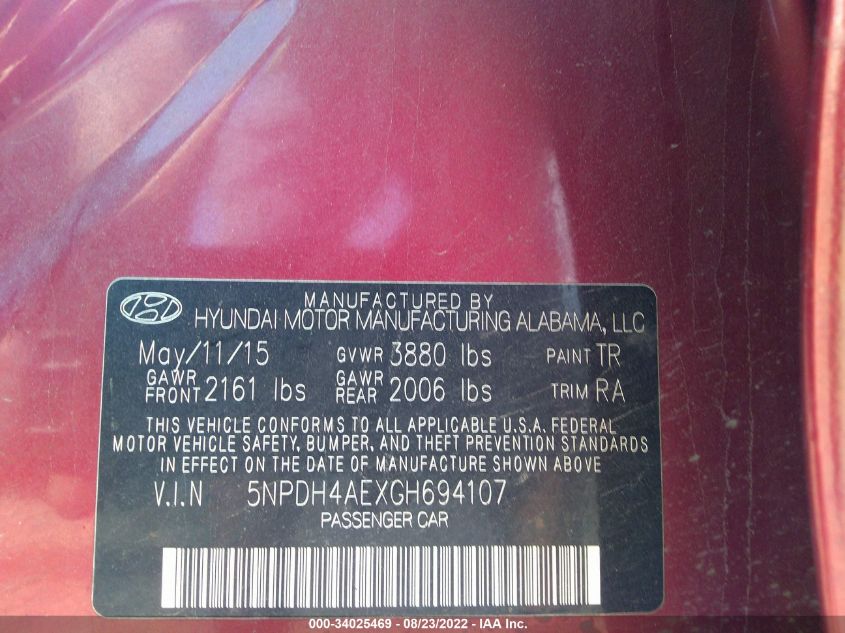 MANUFACTURED BY
HYUNDAI MOTOR MANUFACTURING ALABAMA, LLC
May/11/15 GVWR 3880 lbs PAINT TR
GAWR FRONT 2161 lbs GAWR REAR 2006 lbs TRIM RA
THIS VEHICLE CONFORMS TO ALL APPLICABLE U.S.A. FEDERAL
MOTOR VEHICLE SAFETY, BUMPER, AND THEFT PREVENTION STANDARDS
IN EFFECT ON THE DATE OF MANUFACTURE SHOWN ABOVE
V.I.N 5NPDH4AEXGH694107
PASSENGER CAR
000-34025469 - 08/23/2022 - IAA Inc.